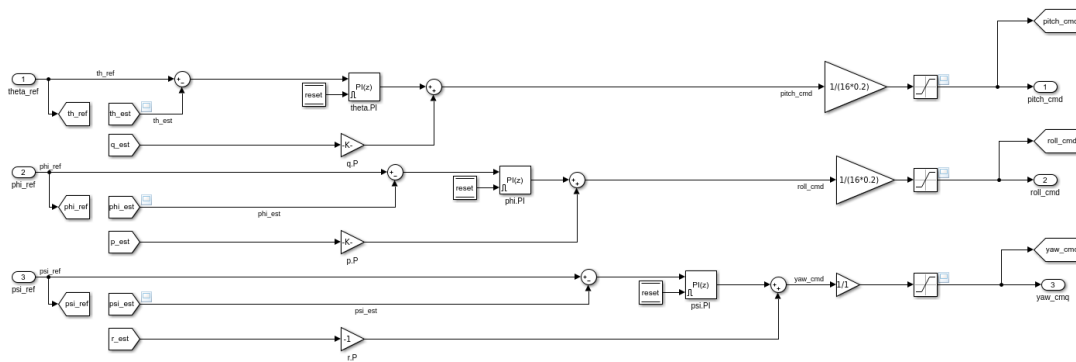 pitch_cmd
1
theta_ref
th_ref
th_ref
th_est
th_est
reset
PI(z)
theta.PI
pitch_cmd
1/(16*0.2)
1
pitch_cmd
q_est
-K-
q.P
roll_cmd
2
phi_ref
phi_ref
phi_ref
phi_est
phi_est
reset
PI(z)
phi.PI
roll_cmd
1/(16*0.2)
2
roll_cmd
p_est
-K-
p.P
yaw_cmd
3
psi_ref
psi_ref
psi_ref
psi_est
psi_est
reset
PI(z)
psi.PI
yaw_cmd
1/1
3
yaw_cmq
r_est
-1
r.P